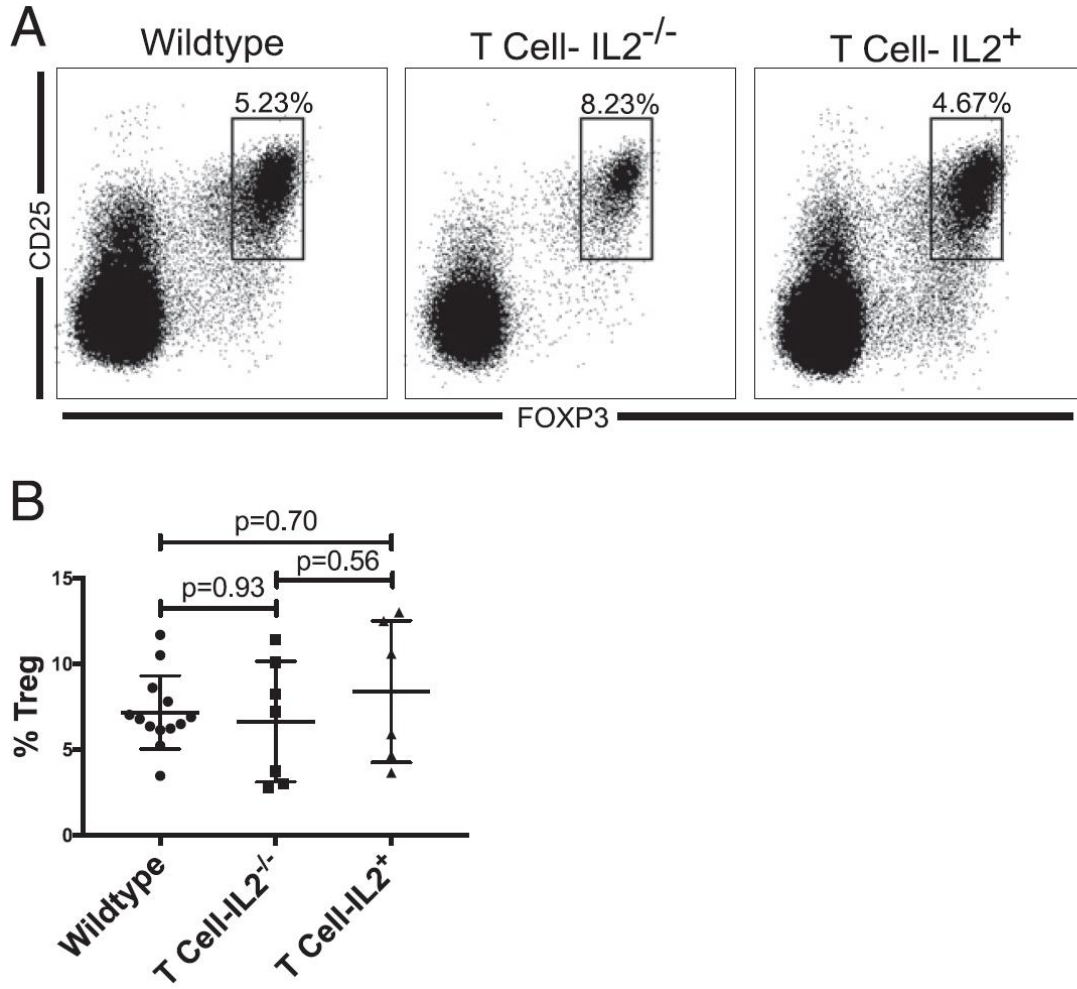 A
Wildtype
T Cell- IL2-/-
T Cell- IL2+
5.23%
8.23%
4.67%
CD25
FOXP3
B
p=0.70
p=0.56
p=0.93
15
10
5
0
% Treg
Wildtype
T Cell-IL2-/-
T Cell-IL2+